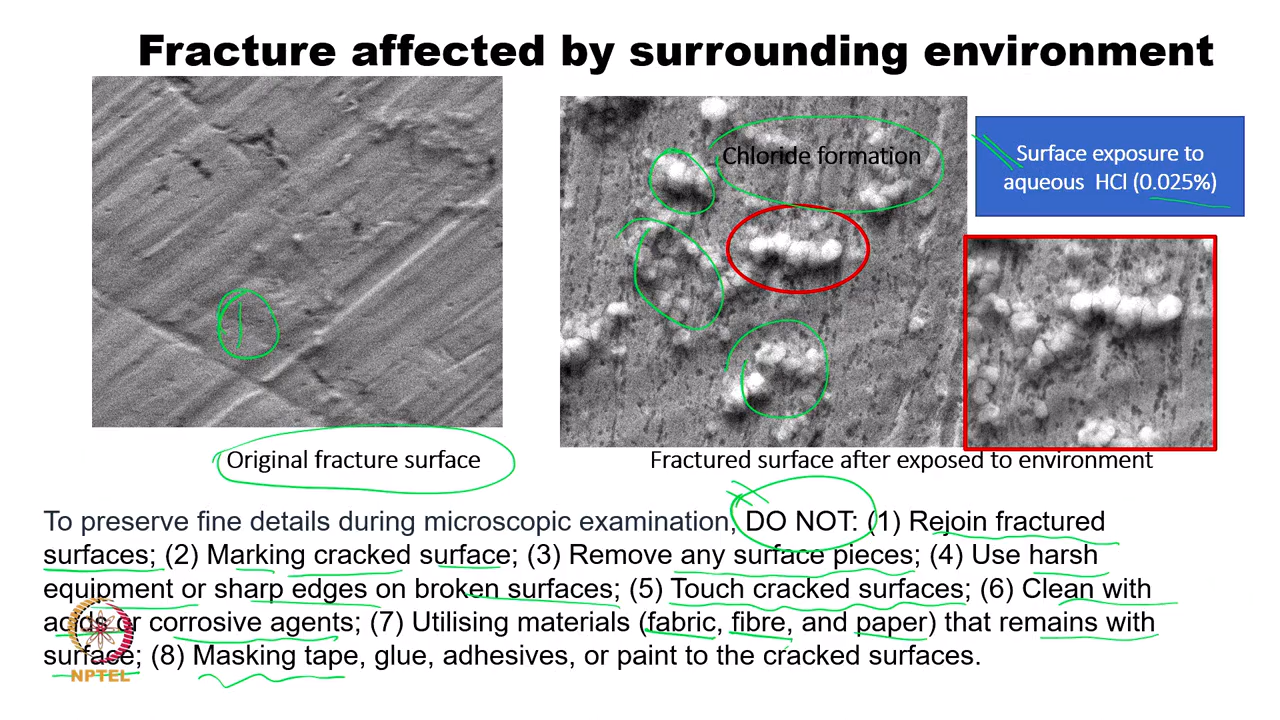 Fracture affected by surrounding environment
Chloride formation
Surface exposure to
aqueous HCl (0.025%)
Original fracture surface
Fractured surface after exposed to environment
To preserve fine details during microscopic examination, DO NOT: (1) Rejoin fractured
surfaces; (2) Marking cracked surface; (3) Remove any surface pieces; (4) Use harsh
equipment or sharp edges on broken surfaces; (5) Touch cracked surfaces; (6) Clean with
acids or corrosive agents; (7) Utilising materials (fabric, fibre, and paper) that remains with
surface; (8) Masking tape, glue, adhesives, or paint to the cracked surfaces.
NPTEL